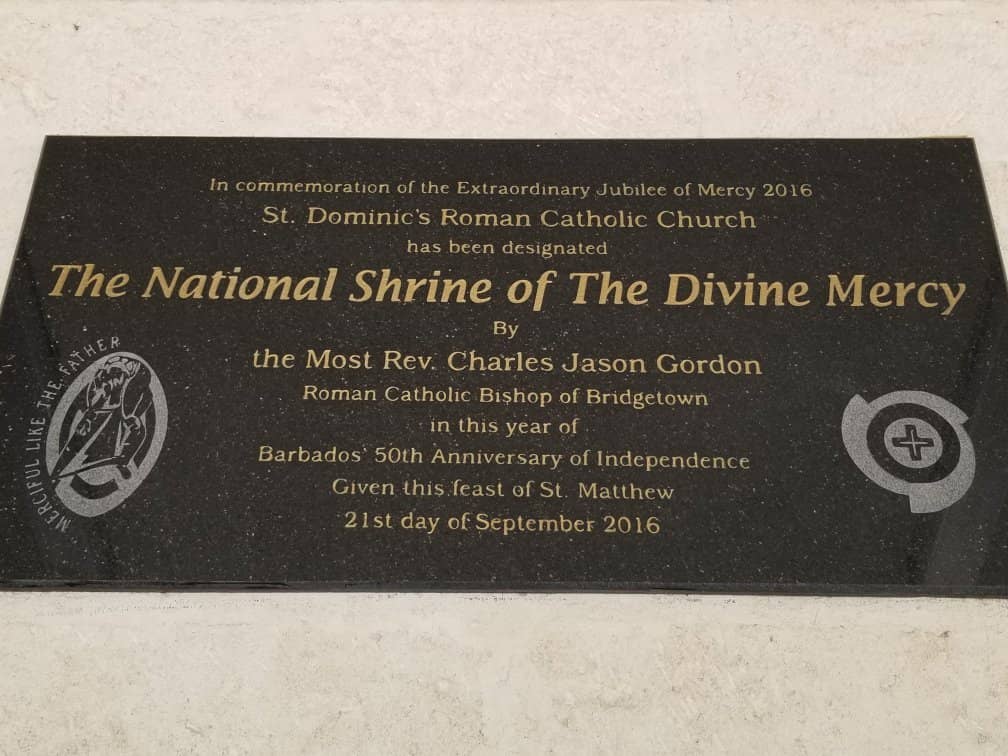 In commemoration of the Extraordinary Jubilee of Mercy 2016
St. Dominic's Roman Catholic Church
has been designated
The National Shrine of The Divine Mercy
By
the Most Rev. Charles Jason Gordon
Roman Catholic Bishop of Bridgetown
in this year of
Barbados' 50th Anniversary of Independence
Given this feast of St. Matthew
21st day of September 2016
MERCIFUL LIKE THE FATHER